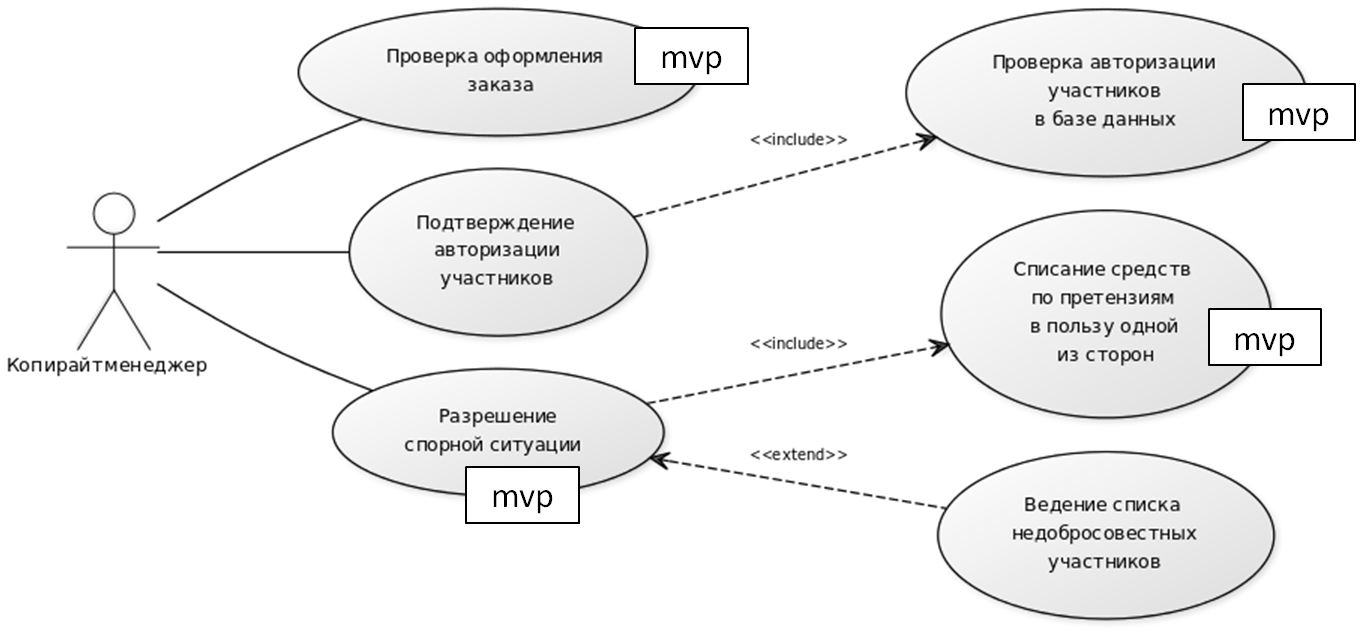 Проверка оформления
заказа
mvp
Проверка авторизации
участников
в базе данных
mvp
<<include>>
Подтверждение
авторизации
участников
Копирайтменеджер
Списание средств
по претензиям
в пользу одной
из сторон
mvp
<<include>>
Разрешение
спорной ситуации
mvp
<<extend>>
Ведение списка
недобросовестных
участников